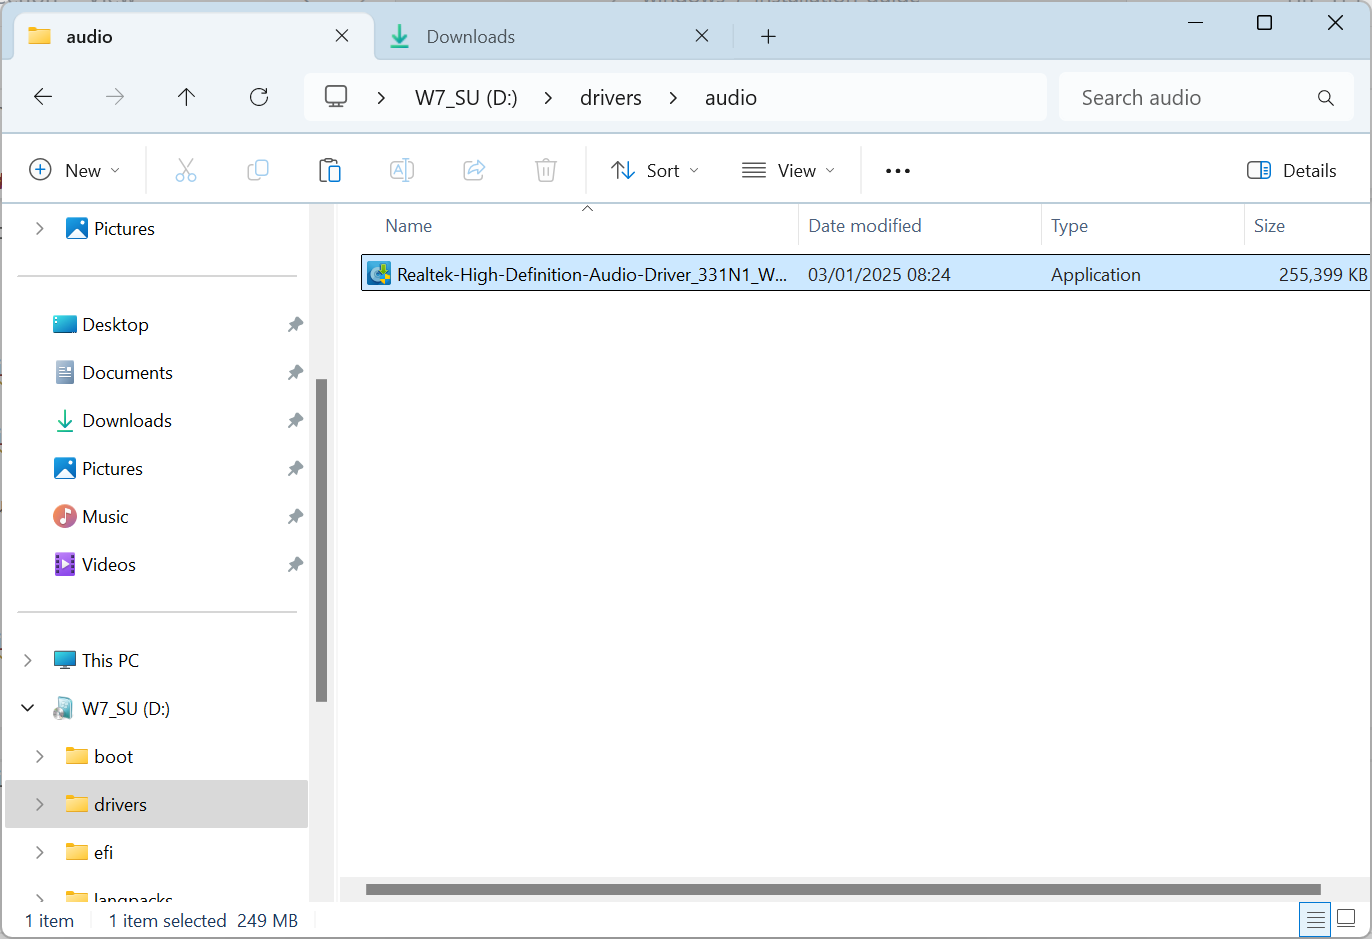 audio
Downloads
W7_SU (D:)
drivers
audio
Search audio
New
Sort
View
Details
Pictures
Desktop
Documents
Downloads
Pictures
Music
Videos
This PC
W7_SU (D:)
boot
drivers
efi
langpacks
Name
Date modified
Type
Size
Realtek-High-Definition-Audio-Driver_331N1_W...
03/01/2025 08:24
Application
255,399 KB
1 item
1 item selected 249 MB